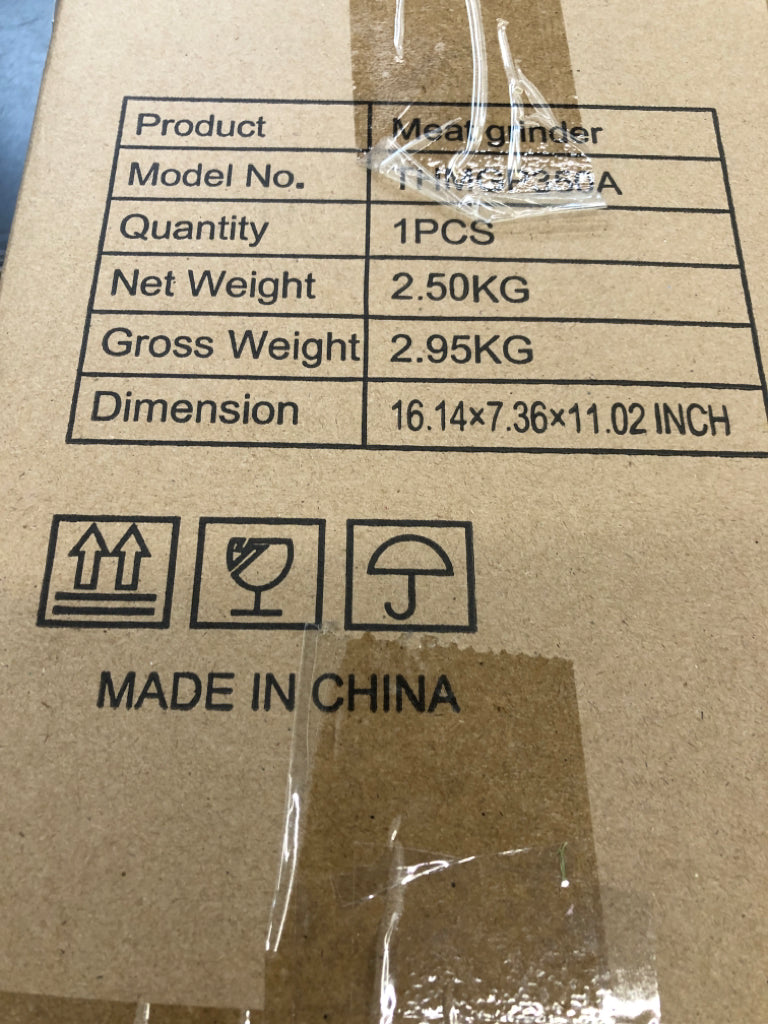 Product Meat grinder
Model No.
Quantity 1PCS
Net Weight 2.50KG
Gross Weight 2.95KG
Dimension 16.14×7.36×11.02 INCH
MADE IN CHINA